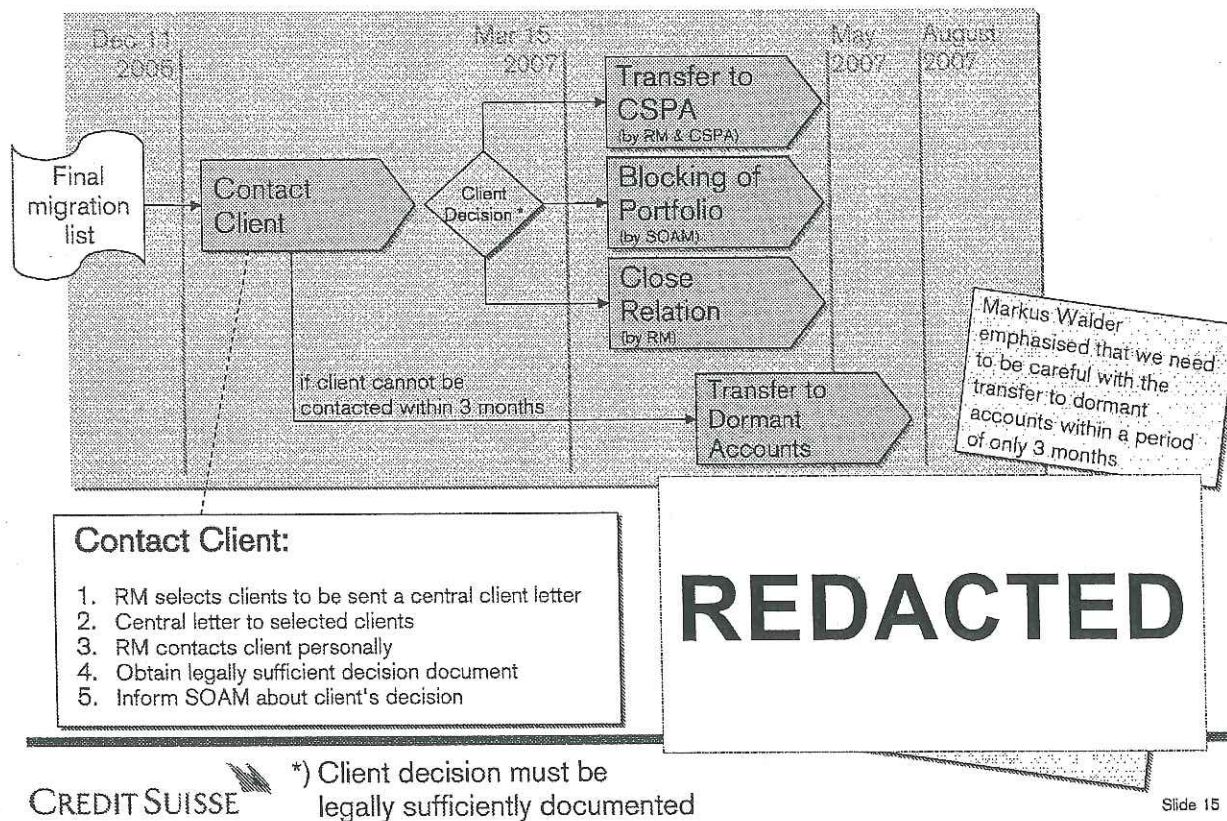 Dec 11
2006
Mar 15
2007
May
2007
August
2007
Final
migration
list
Contact
Client
Client
Decision *
Transfer to
CSPA
(by RM & CSPA)
Blocking of
Portfolio
(by SOAM)
Close
Relation
(by RM)
if client cannot be
contacted within 3 months
Transfer to
Dormant
Accounts
Markus Walder
emphasised that we need
to be careful with the
transfer to dormant
accounts within a period
of only 3 months
Contact Client:
1. RM selects clients to be sent a central client letter
2. Central letter to selected clients
3. RM contacts client personally
4. Obtain legally sufficient decision document
5. Inform SOAM about client's decision
REDACTED
CREDIT SUISSE
*) Client decision must be
legally sufficiently documented
Slide 15